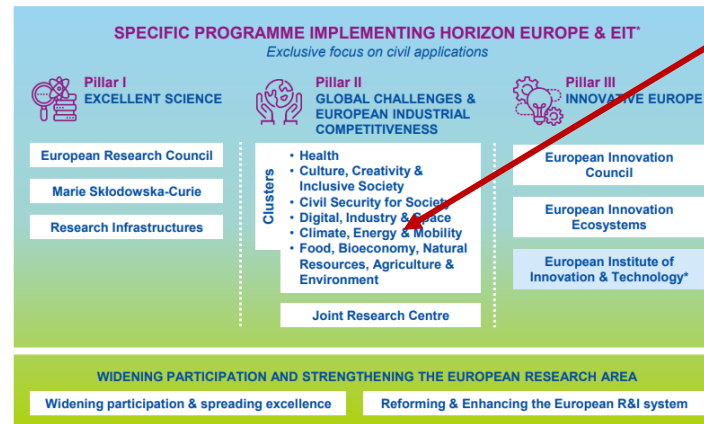 SPECIFIC PROGRAMME IMPLEMENTING HORIZON EUROPE & EIT*
Exclusive focus on civil applications
Pillar I
EXCELLENT SCIENCE
European Research Council
Marie Skłodowska-Curie
Research Infrastructures
Pillar II
GLOBAL CHALLENGES &
EUROPEAN INDUSTRIAL
COMPETITIVENESS
Clusters
• Health
• Culture, Creativity &
Inclusive Society
• Civil Security for Society
• Digital, Industry & Space
• Climate, Energy & Mobility
• Food, Bioeconomy, Natural
Resources, Agriculture &
Environment
Joint Research Centre
Pillar III
INNOVATIVE EUROPE
European Innovation
Council
European Innovation
Ecosystems
European Institute of
Innovation & Technology*
WIDENING PARTICIPATION AND STRENGTHENING THE EUROPEAN RESEARCH AREA
Widening participation & spreading excellence
Reforming & Enhancing the European R&I system